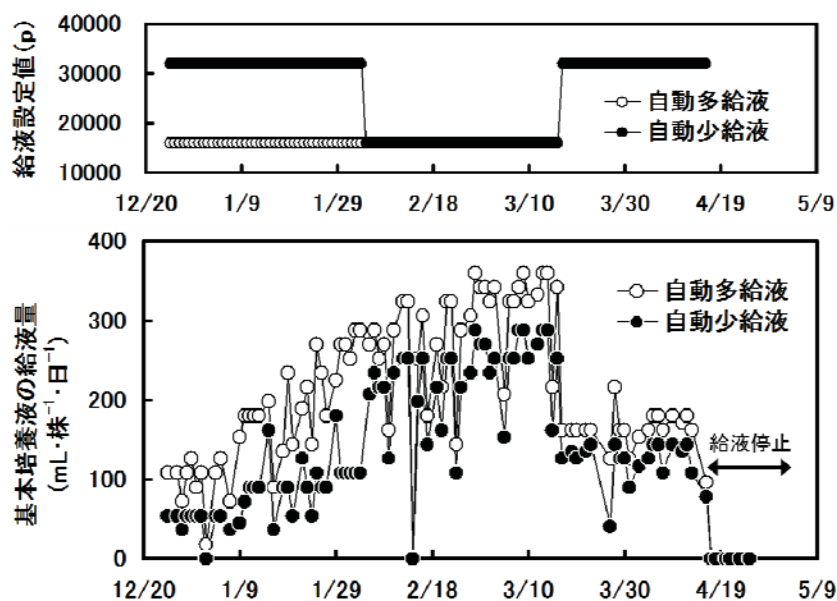 給液設定値(p)
40000
30000
20000
10000
自動多給液
自動少給液
12/20 1/9 1/29 2/18 3/10 3/30 4/19 5/9
基本培養液の給液量
(mL・株⁻¹・日⁻¹)
400
300
200
100
0
自動多給液
自動少給液
給液停止
12/20 1/9 1/29 2/18 3/10 3/30 4/19 5/9